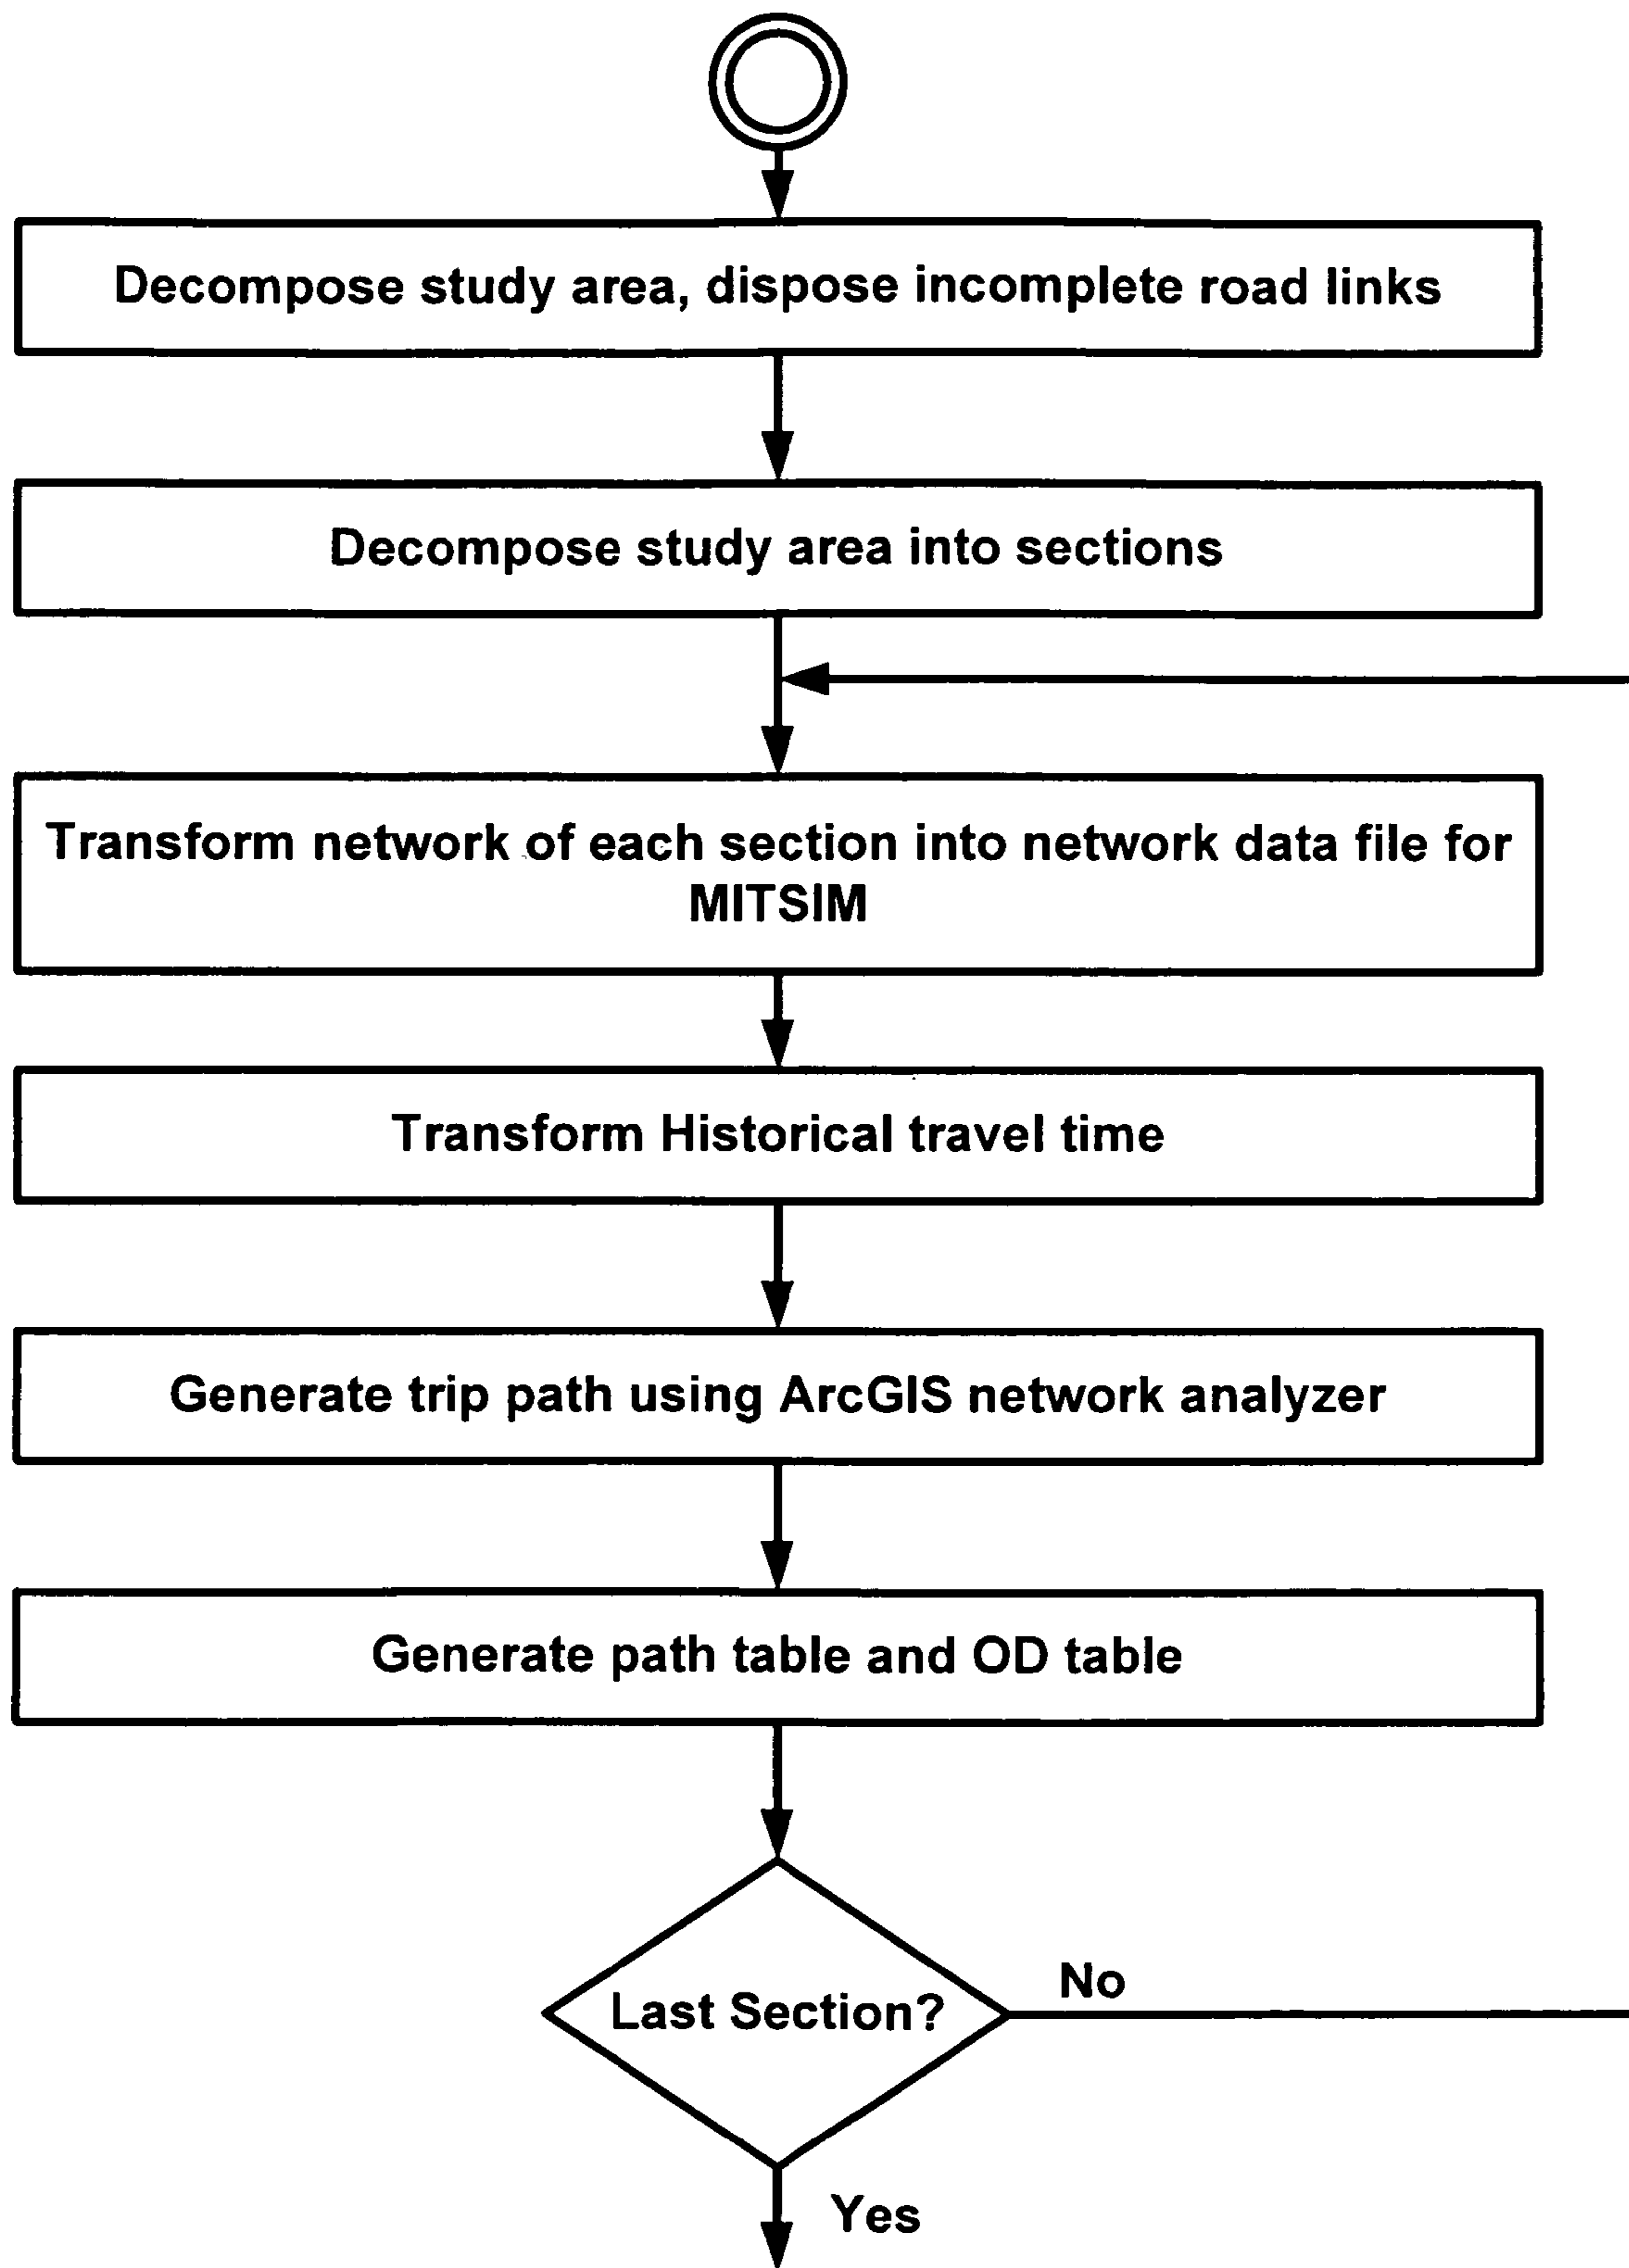 Decompose study area, dispose incomplete road links
Decompose study area into sections
Transform network of each section into network data file for
MITSIM
Transform Historical travel time
Generate trip path using ArcGIS network analyzer
Generate path table and OD table
Last Section?
No
Yes